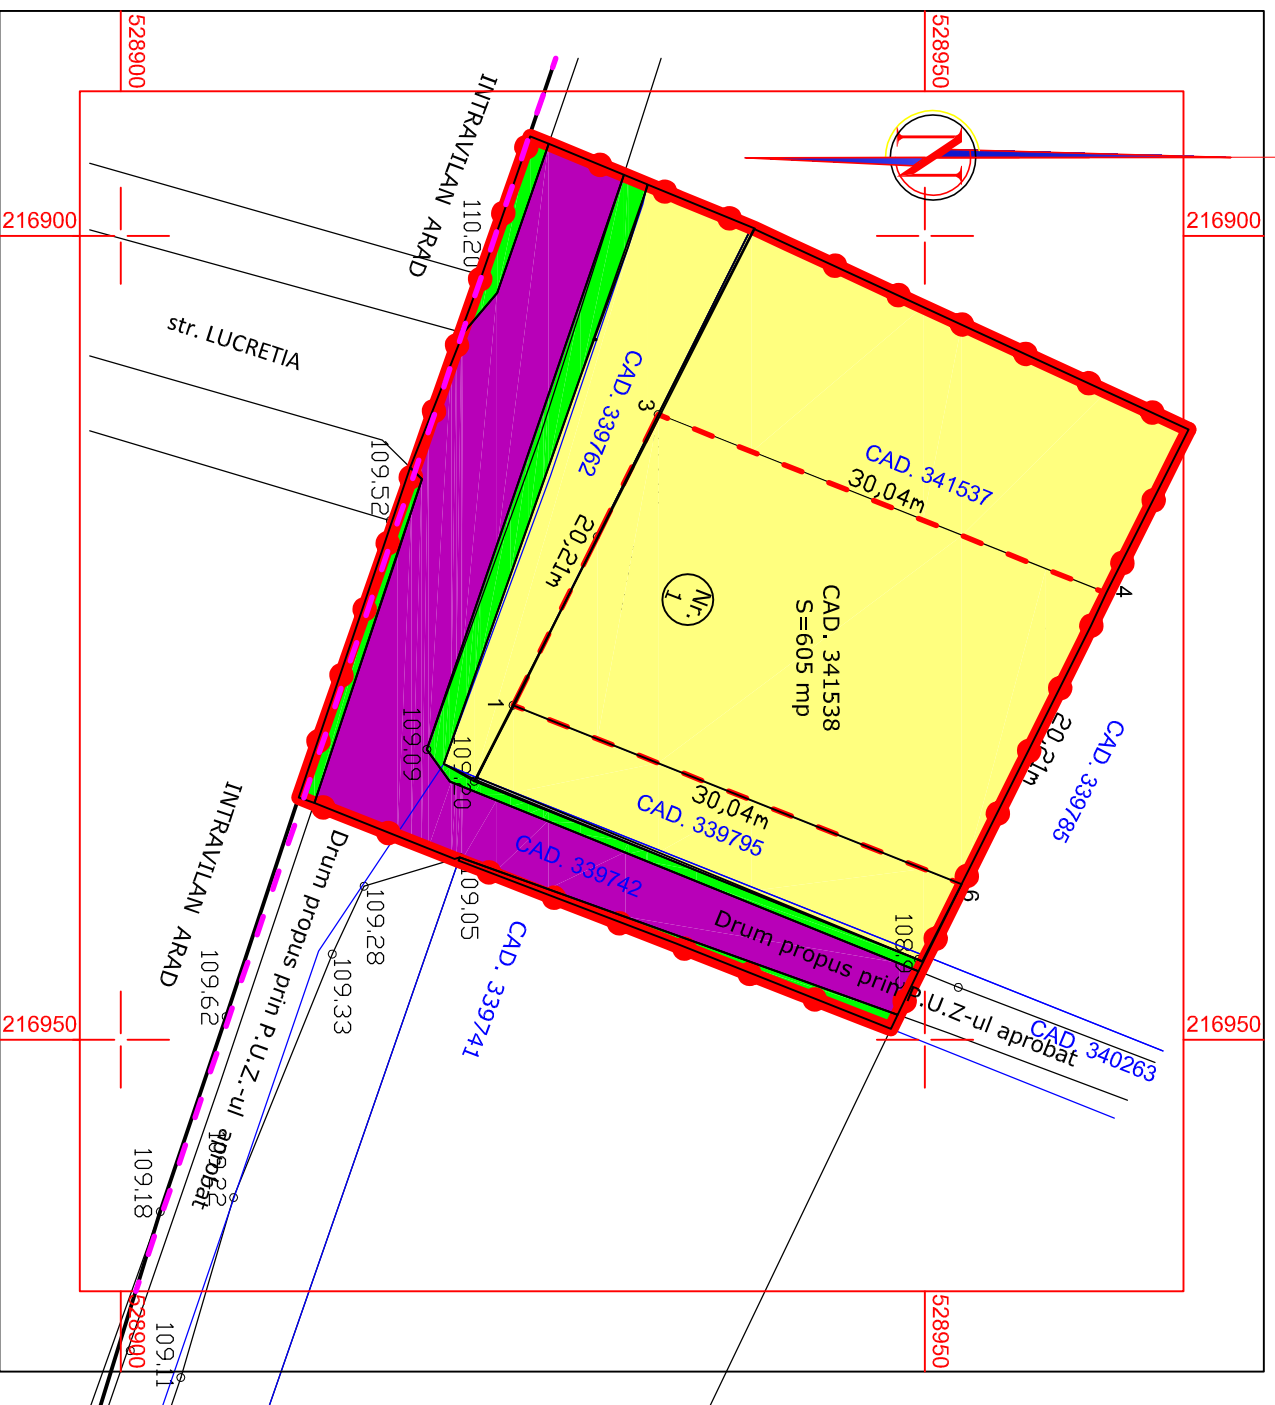 528900
528950
216900
216900
N
INTRAVILAN ARAD
110.20
str. LUCRETIA
CAD. 339762
3
CAD. 341537
30,04m
109.52
20,21m
Nr.
1
CAD. 341538
S=605 mp
4
1
109.09
109.20
30,04m
CAD. 339795
20,21m
CAD. 339785
CAD. 339742
6
INTRAVILAN ARAD
Drum propus prin P.U.Z.-ul aprobat
109.28
109.05
109.33
109.62
CAD. 339741
Drum propus prin P.U.Z-ul aprobat
CAD. 340263
216950
216950
109.18
109.11
528900
528950